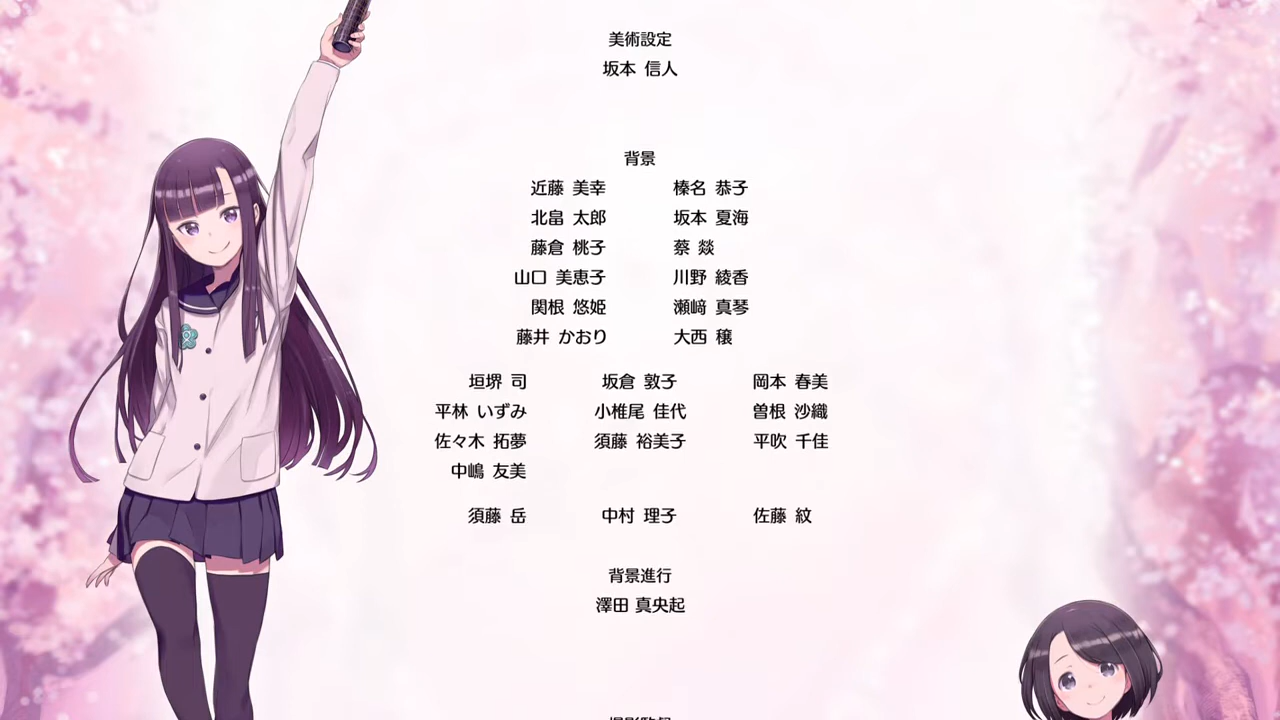 美術設定
坂本 信人
背景
近藤 美幸 榛名 恭子
北畠 太郎 坂本 夏海
藤倉 桃子 蔡 燚
山口 美恵子 川野 綾香
関根 悠姫 瀬﨑 真琴
藤井 かおり 大西 穣
垣堺 司 坂倉 敦子 岡本 春美
平林 いずみ 小椎尾 佳代 曽根 沙織
佐々木 拓夢 須藤 裕美子 平吹 千佳
中嶋 友美
須藤 岳 中村 理子 佐藤 紋
背景進行
澤田 真央起